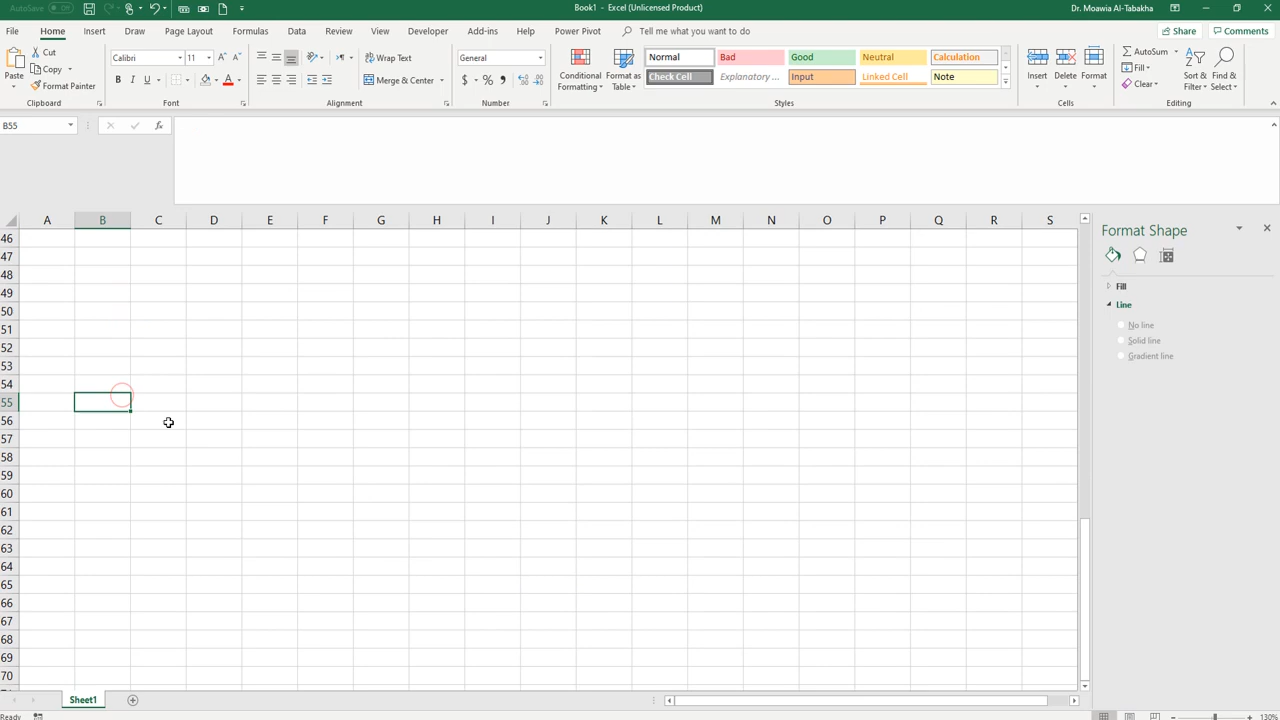 AutoSave Off Book1 - Excel (Unlicensed Product) Dr. Moawia Al-Tabakha
File Home Insert Draw Page Layout Formulas Data Review View Developer Add-ins Help Power Pivot Tell me what you want to do Share Comments
Paste Cut Calibri 11 Wrap Text General Conditional Formatting Format as Table Normal Bad Good Neutral Calculation Insert Delete Format AutoSum Sort & Filter Find & Select
Copy Fill
Format Painter B I U A Merge & Center $ % Check Cell Explanatory ... Input Linked Cell Note Clear
Clipboard Font Alignment Number Styles Cells Editing
B55 fx
A B C D E F G H I J K L M N O P Q R S
Format Shape
46
47
48
49
50
51
52
53
54
55
56
57
58
59
60
61
62
63
64
65
66
67
68
69
70
Fill
Line
No line
Solid line
Gradient line
Sheet1
Ready 130%